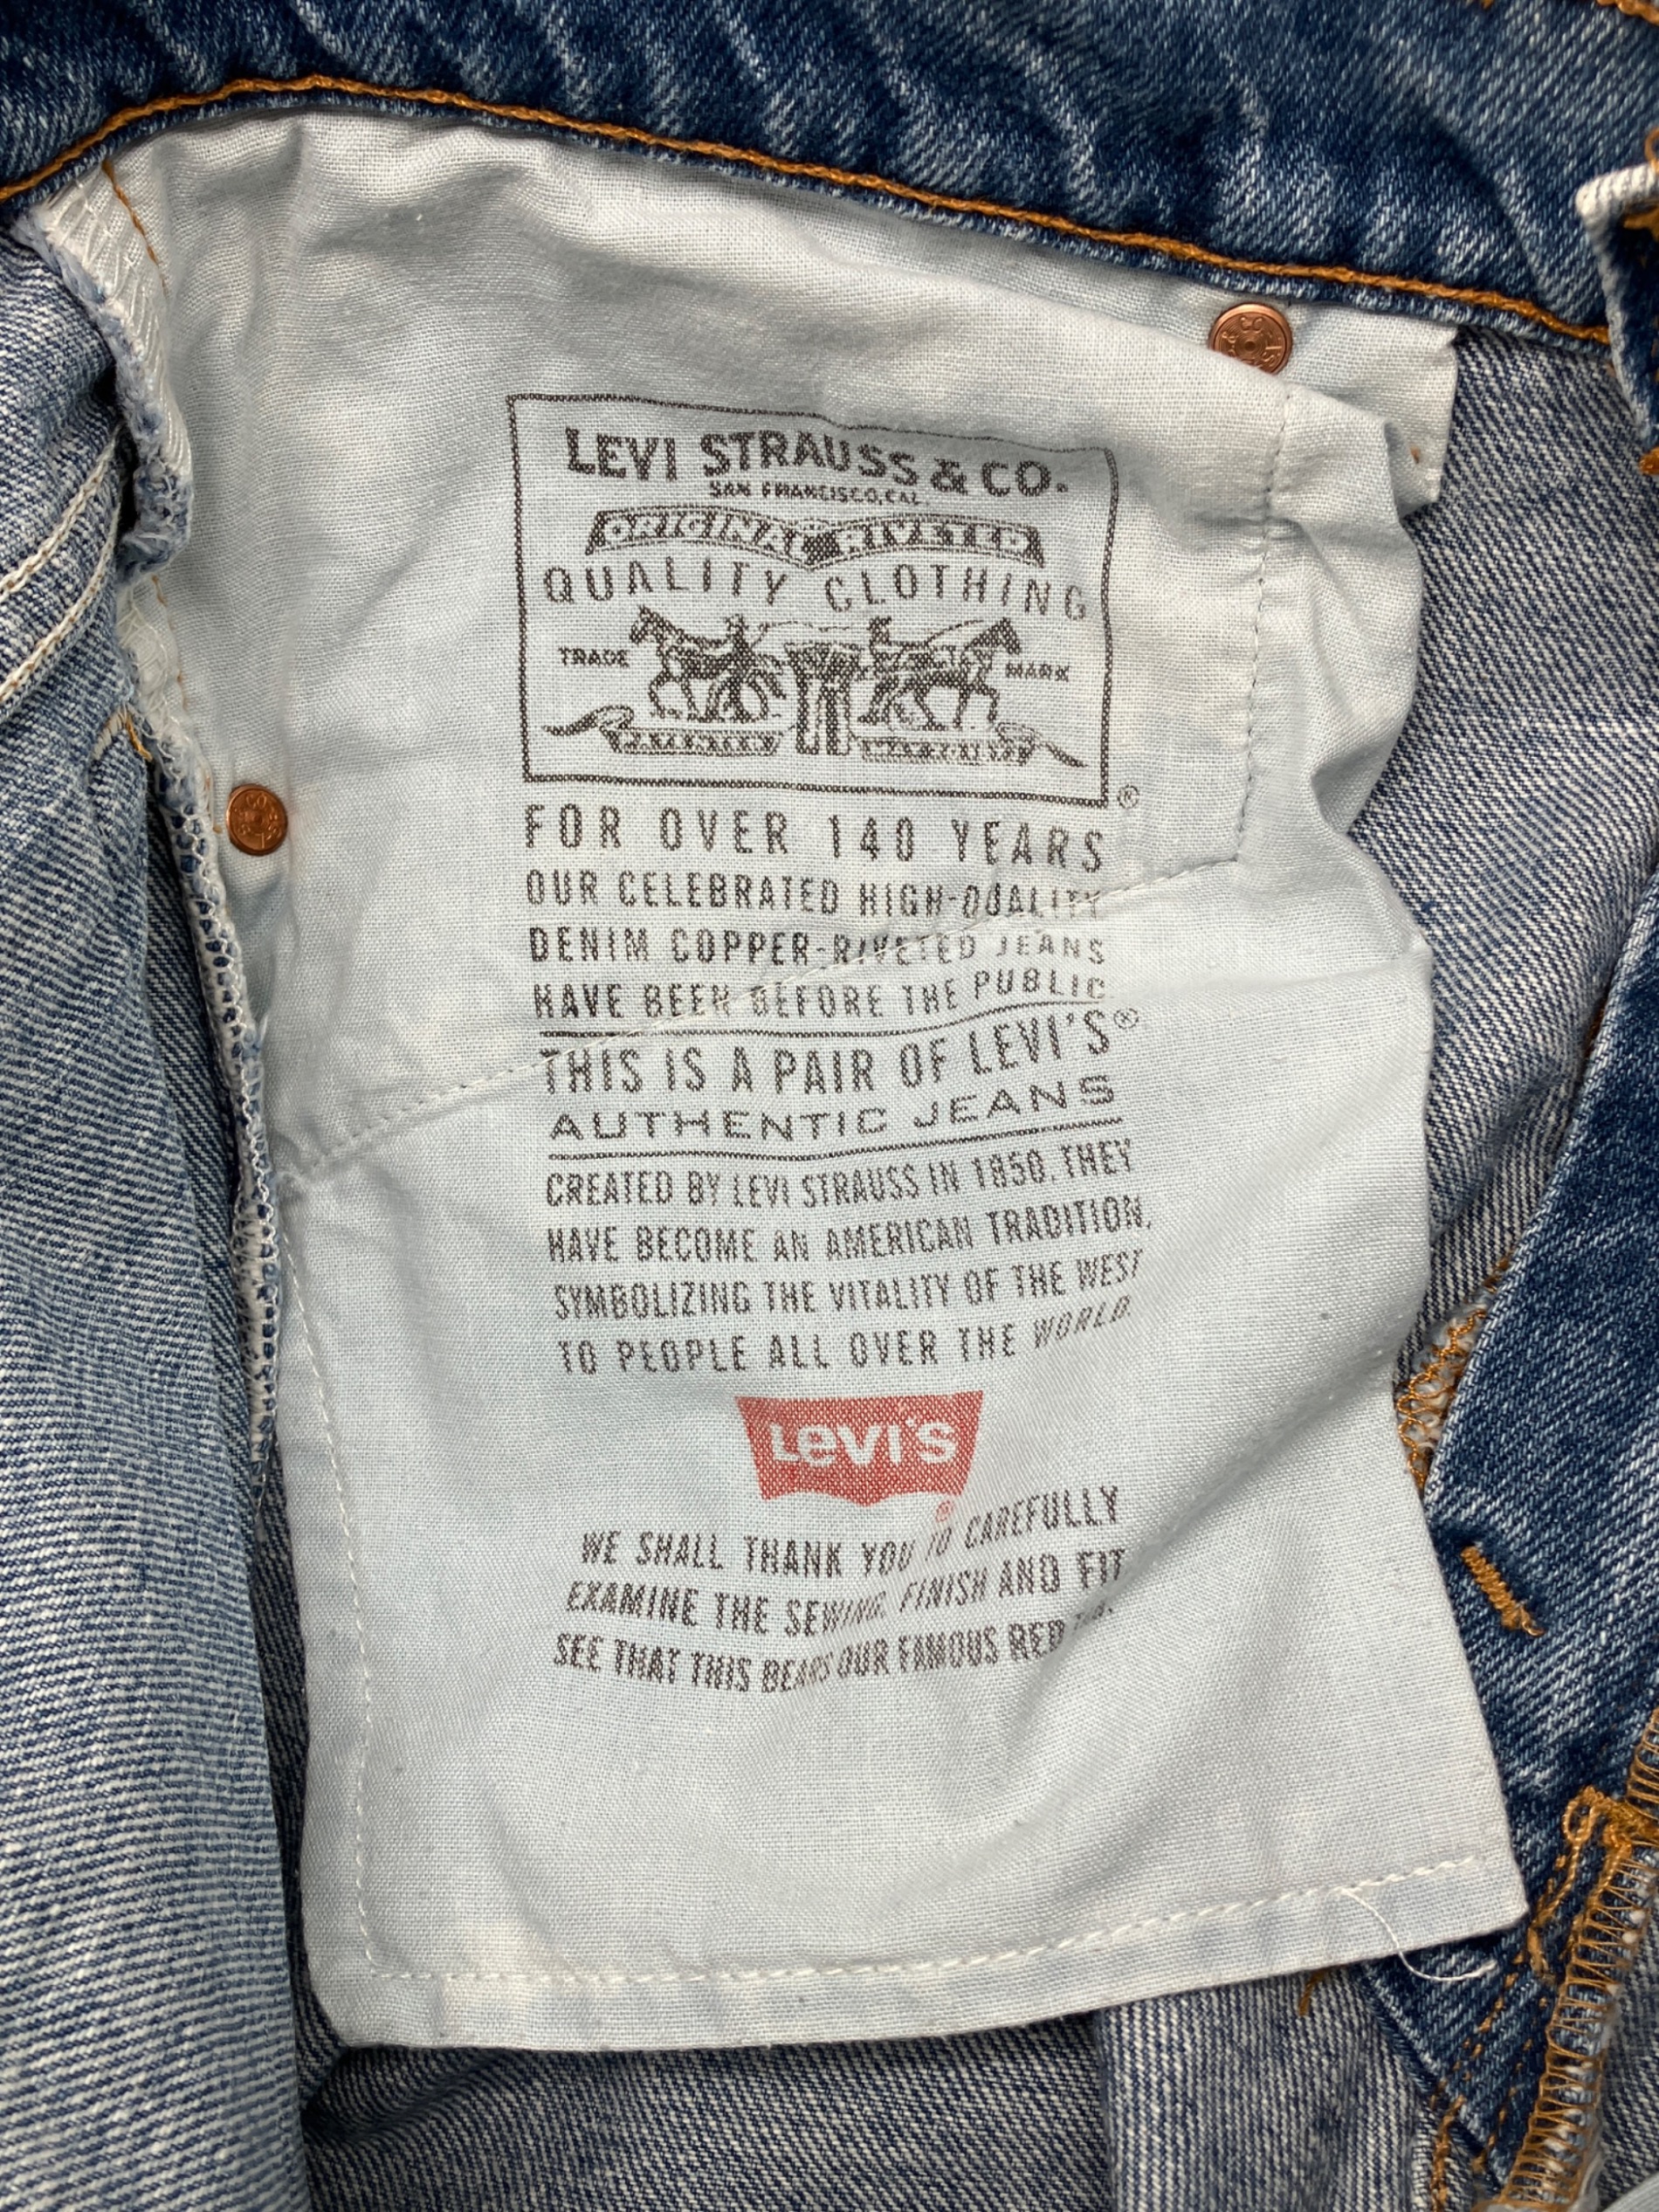 LEVI STRAUSS & CO.
SAN FRANCISCO, CAL.
ORIGINAL RIVETED
QUALITY CLOTHING
TRADE MARK
®
FOR OVER 140 YEARS
OUR CELEBRATED HIGH-QUALITY
DENIM COPPER-RIVETED JEANS
HAVE BEEN BEFORE THE PUBLIC
THIS IS A PAIR OF LEVI'S®
AUTHENTIC JEANS
CREATED BY LEVI STRAUSS IN 1850. THEY
HAVE BECOME AN AMERICAN TRADITION,
SYMBOLIZING THE VITALITY OF THE WEST
TO PEOPLE ALL OVER THE WORLD.
LeVI'S
®
WE SHALL THANK YOU TO CAREFULLY
EXAMINE THE SEWING, FINISH AND FIT
SEE THAT THIS BEARS OUR FAMOUS RED